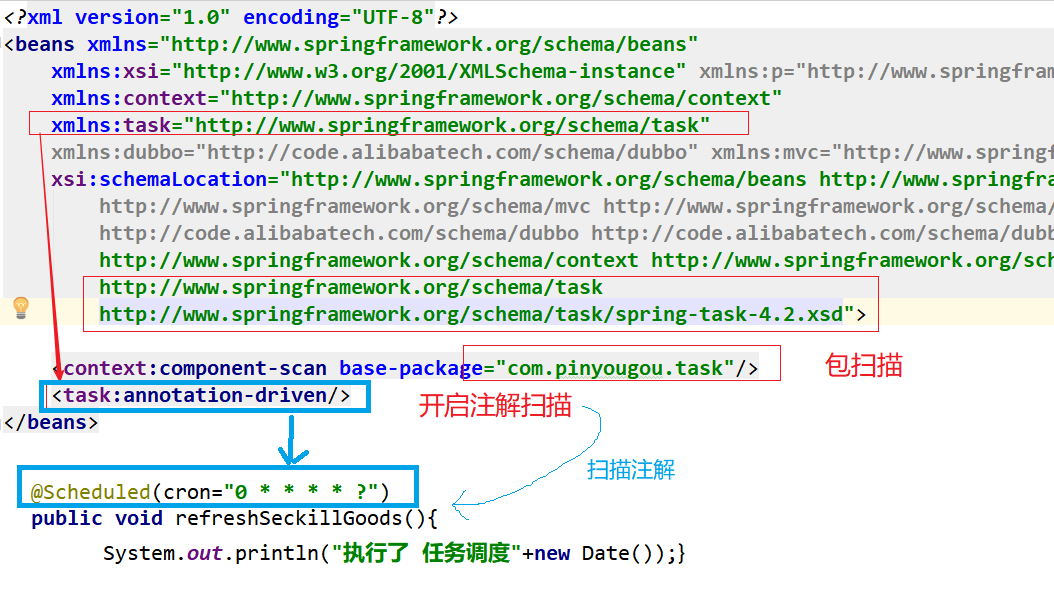 <?xml version="1.0" encoding="UTF-8"?>
<beans xmlns="http://www.springframework.org/schema/beans"
xmlns:xsi="http://www.w3.org/2001/XMLSchema-instance" xmlns:p="http://www.springfram
xmlns:context="http://www.springframework.org/schema/context"
xmlns:task="http://www.springframework.org/schema/task"
xmlns:dubbo="http://code.alibabatech.com/schema/dubbo" xmlns:mvc="http://www.springf
xsi:schemaLocation="http://www.springframework.org/schema/beans http://www.springfra
http://www.springframework.org/schema/mvc http://www.springframework.org/schema/
http://code.alibabatech.com/schema/dubbo http://code.alibabatech.com/schema/dubb
http://www.springframework.org/schema/context http://www.springframework.org/sch
http://www.springframework.org/schema/task
http://www.springframework.org/schema/task/spring-task-4.2.xsd">
<context:component-scan base-package="com.pinyougou.task"/>
包扫描
<task:annotation-driven/>
开启注解扫描
</beans>
扫描注解
@Scheduled(cron="0 * * * * ?")
public void refreshSeckillGoods(){
System.out.println("执行了 任务调度"+new Date());}